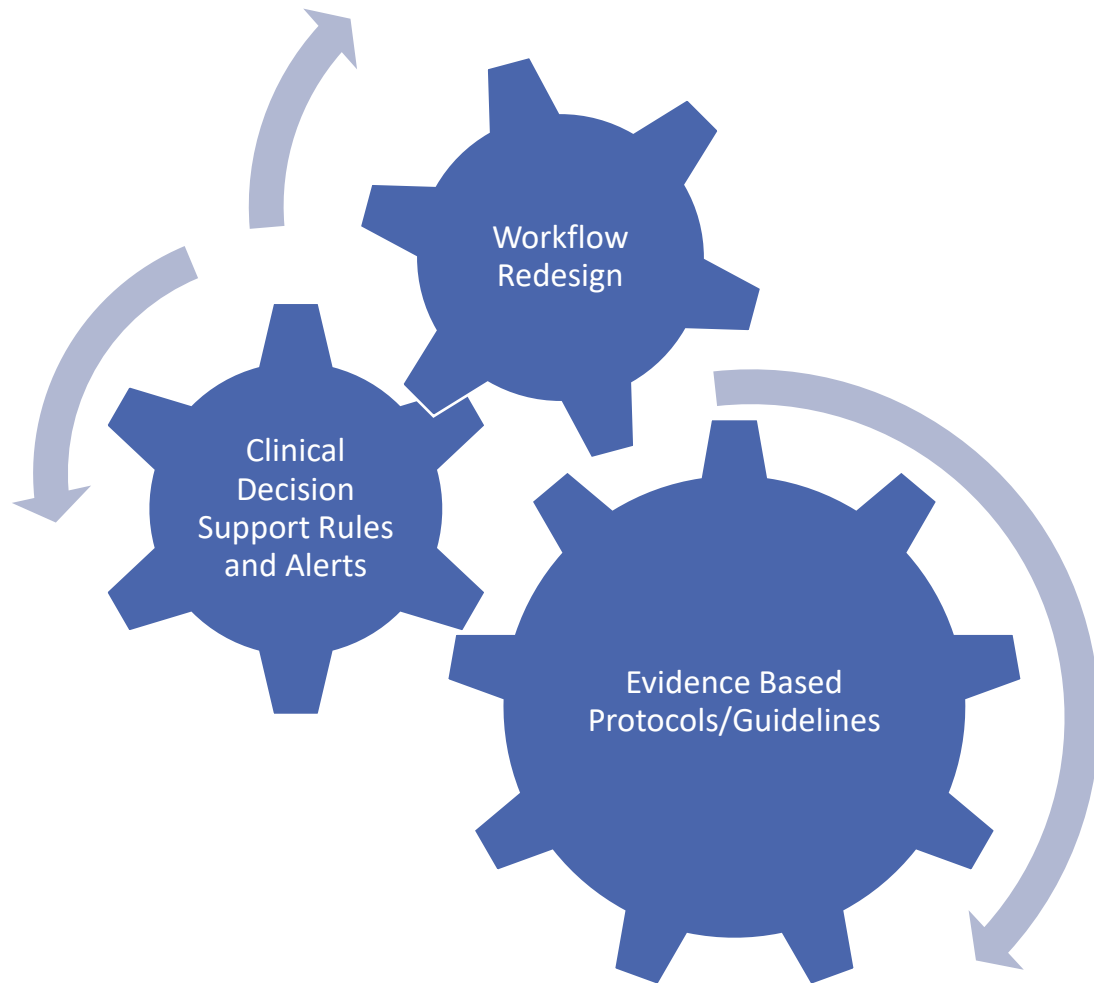 Workflow
Redesign
Clinical
Decision
Support Rules
and Alerts
Evidence Based
Protocols/Guidelines